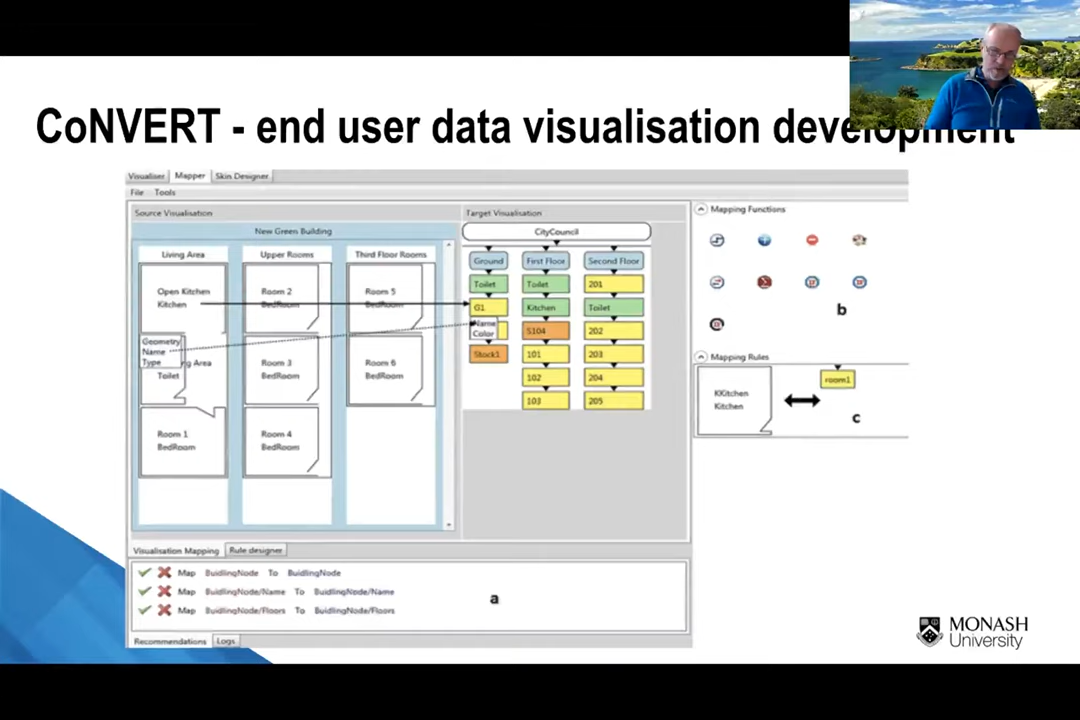 CoNVERT - end user data visualisation development
Visualiser Mapper Skin Designer
File Tools
Source Visualisation
New Green Building
Living Area Upper Rooms Third Floor Rooms
Open Kitchen
Kitchen
Room 2
BedRoom
Room 5
BedRoom
Geometry
Name
Type
g Area
Toilet
Room 3
BedRoom
Room 6
BedRoom
Room 1
BedRoom
Room 4
BedRoom
Target Visualisation
CityCouncil
Ground First Floor Second Floor
Toilet Toilet 201
G1 Kitchen Toilet
Name
Color
S104 202
Stock1 101 203
102 204
103 205
Mapping Functions
b
Mapping Rules
KKitchen
Kitchen
room1
c
Visualisation Mapping Rule designer
Map BuidlingNode To BuidlingNode
Map BuidlingNode/Name To BuidlingNode/Name
Map BuidlingNode/Floors To BuidlingNode/Floors
a
Recommendations Logs
MONASH
University